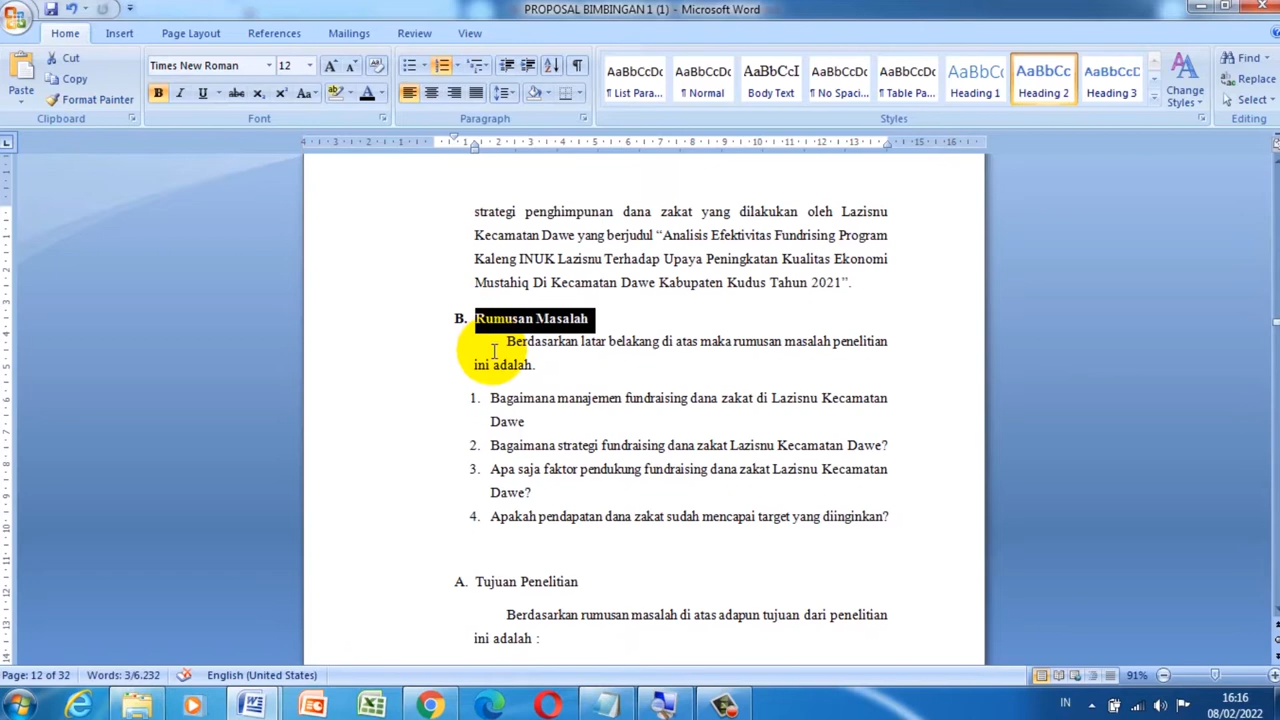 PROPOSAL BIMBINGAN 1 (1) - Microsoft Word
Home Insert Page Layout References Mailings Review View
Paste Cut Copy Format Painter Clipboard
Times New Roman 12 Font
Paragraph
AaBbCcDc ¶ List Para... AaBbCcDc ¶ Normal AaBbCcI Body Text AaBbCcDc ¶ No Spaci... AaBbCcDc ¶ Table Pa... AaBbCc Heading 1 AaBbCc Heading 2 AaBbCcD Heading 3 Change Styles Styles
Find Replace Select Editing
strategi penghimpunan dana zakat yang dilakukan oleh Lazisnu
Kecamatan Dawe yang berjudul “Analisis Efektivitas Fundrising Program
Kaleng INUK Lazisnu Terhadap Upaya Peningkatan Kualitas Ekonomi
Mustahiq Di Kecamatan Dawe Kabupaten Kudus Tahun 2021”.
B. Rumusan Masalah
Berdasarkan latar belakang di atas maka rumusan masalah penelitian
ini adalah.
1. Bagaimana manajemen fundraising dana zakat di Lazisnu Kecamatan
Dawe
2. Bagaimana strategi fundraising dana zakat Lazisnu Kecamatan Dawe?
3. Apa saja faktor pendukung fundraising dana zakat Lazisnu Kecamatan
Dawe?
4. Apakah pendapatan dana zakat sudah mencapai target yang diinginkan?
A. Tujuan Penelitian
Berdasarkan rumusan masalah di atas adapun tujuan dari penelitian
ini adalah :
Page: 12 of 32 Words: 3/6.232 English (United States) 91%
IN 16:16
08/02/2022